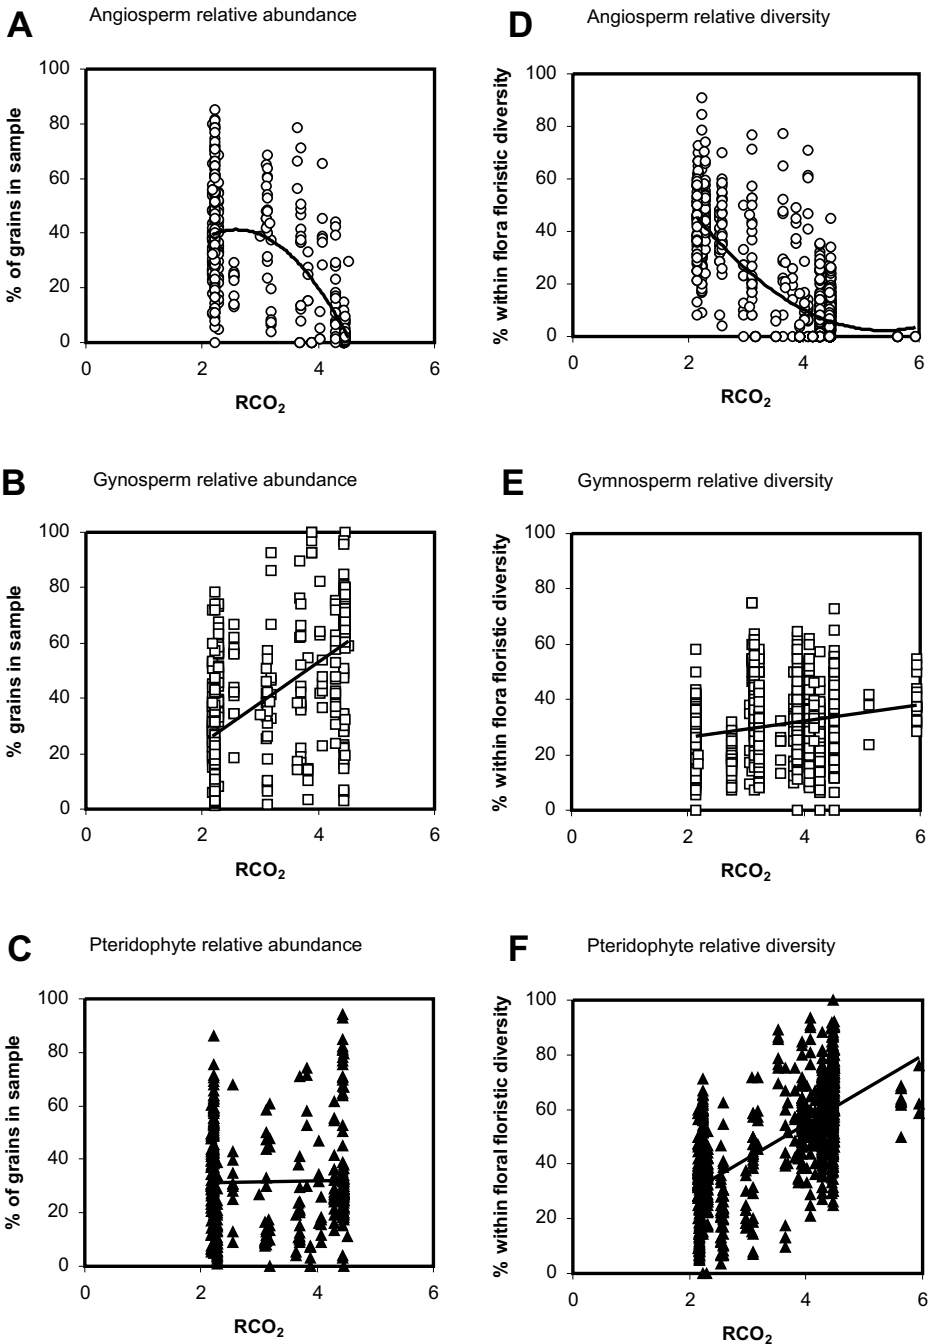 A
Angiosperm relative abundance
% of grains in sample
100
80
60
40
20
0
0 2 4 6
RCO₂
D
Angiosperm relative diversity
% within flora floristic diversity
100
80
60
40
20
0
0 2 4 6
RCO₂
B
Gynosperm relative abundance
% grains in sample
100
80
60
40
20
0
0 2 4 6
RCO₂
E
Gymnosperm relative diversity
% within flora floristic diversity
100
80
60
40
20
0
0 2 4 6
RCO₂
C
Pteridophyte relative abundance
% of grains in sample
100
80
60
40
20
0
0 2 4 6
RCO₂
F
Pteridophyte relative diversity
% within floral floristic diversity
100
80
60
40
20
0
0 2 4 6
RCO₂